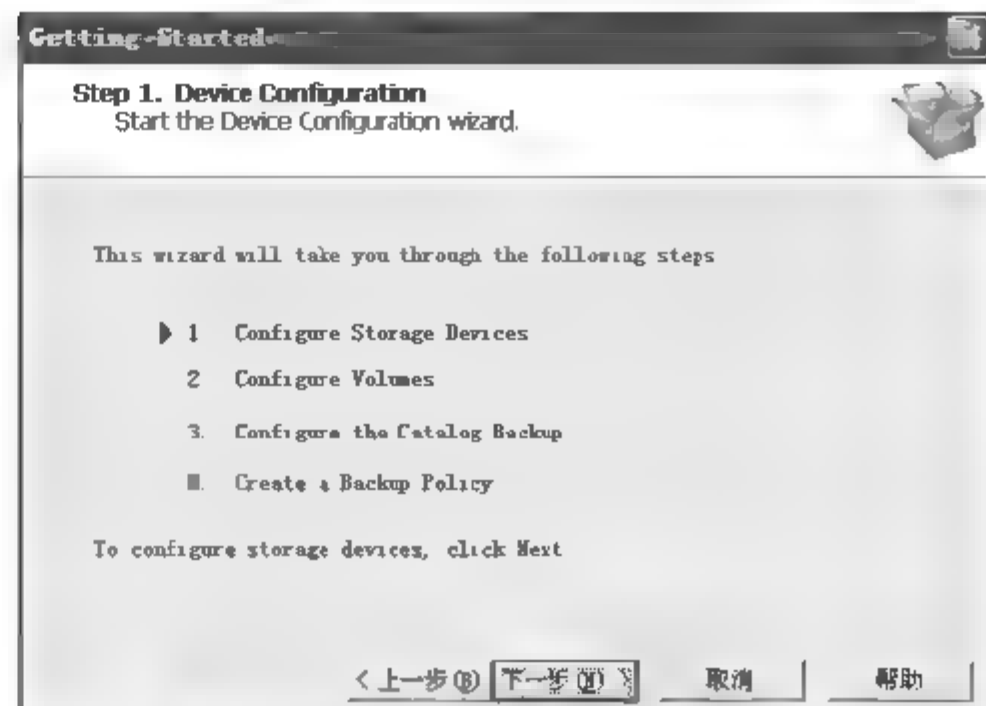 Getting-Started
Step 1. Device Configuration
Start the Device Configuration wizard.
This wizard will take you through the following steps
1 Configure Storage Devices
2 Configure Volumes
3. Configure the Catalog Backup
Create a Backup Policy
To configure storage devices, click Next
< 上一步(B) 下一步(N) > 取消 帮助